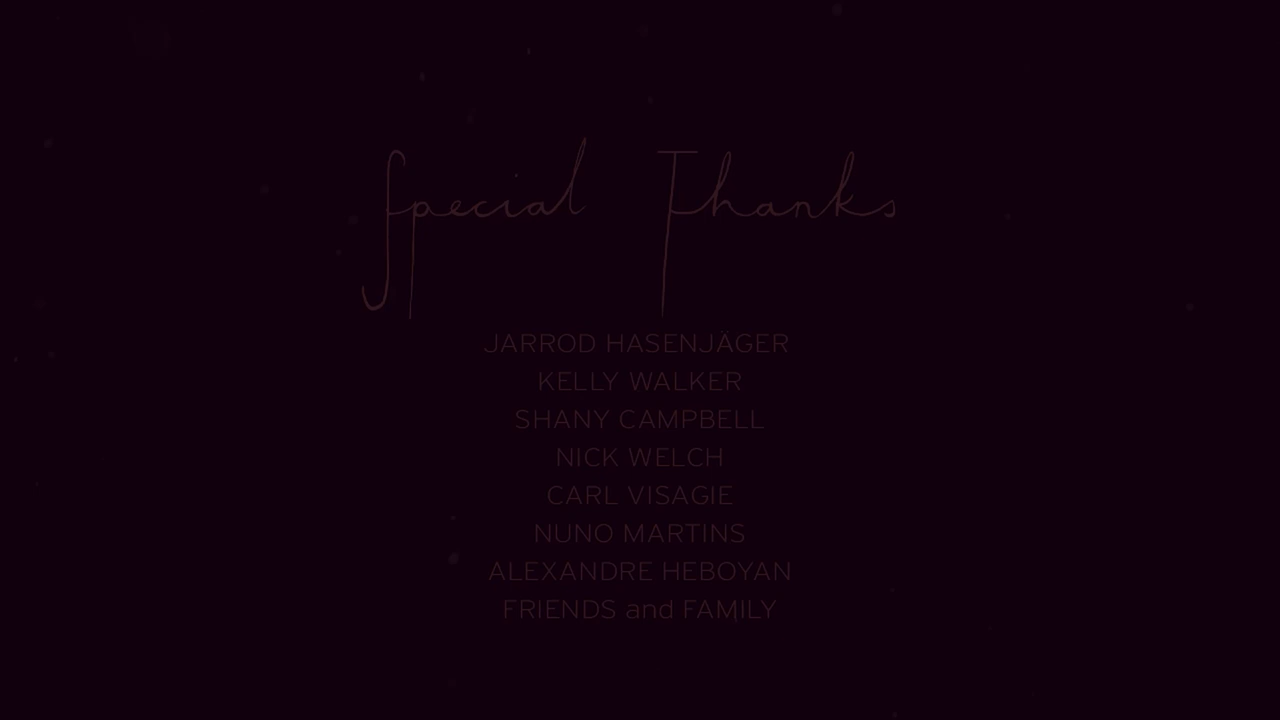 Special Thanks
JARROD HASENJÄGER
KELLY WALKER
SHANY CAMPBELL
NICK WELCH
CARL VISAGIE
NUNO MARTINS
ALEXANDRE HEBOYAN
FRIENDS and FAMILY